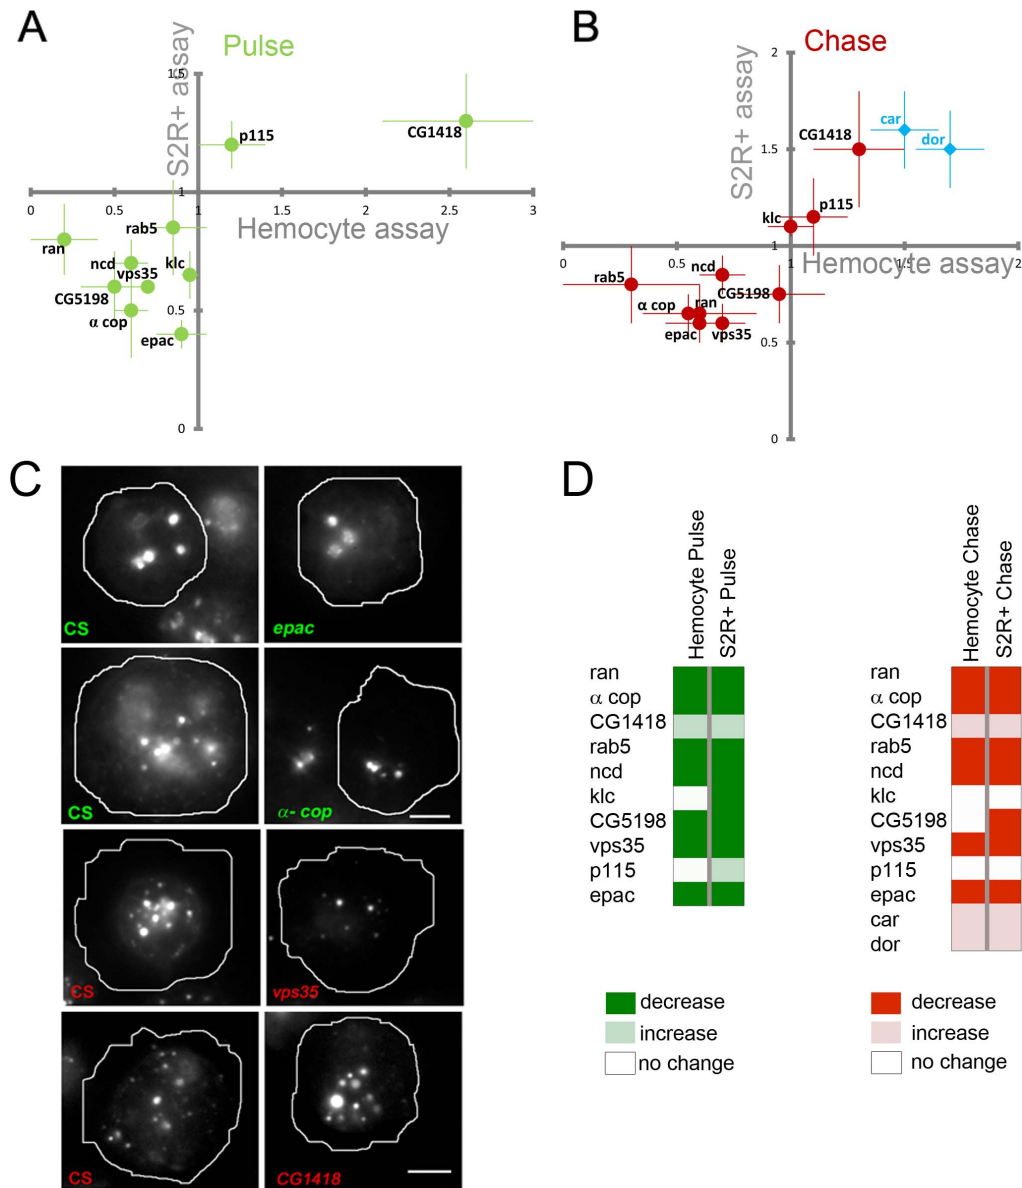 A
Pulse
S2R+ assay
1.5
p115
CG1418
1
0
0.5
1
1.5
2
2.5
3
Hemocyte assay
rab5
ran
ncd
klc
vps35
CG5198
0.5
α cop
epac
0
B
Chase
2
S2R+ assay
car
CG1418
dor
1.5
p115
klc
1
0
0.5
1
1.5
2
Hemocyte assay
rab5
ncd
CG5198
α cop
ran
epac
vps35
0.5
0
C
CS
epac
CS
α- cop
CS
vps35
CS
CG1418
D
Hemocyte Pulse
S2R+ Pulse
ran
α cop
CG1418
rab5
ncd
klc
CG5198
vps35
p115
epac
decrease
increase
no change
Hemocyte Chase
S2R+ Chase
ran
α cop
CG1418
rab5
ncd
klc
CG5198
vps35
p115
epac
car
dor
decrease
increase
no change